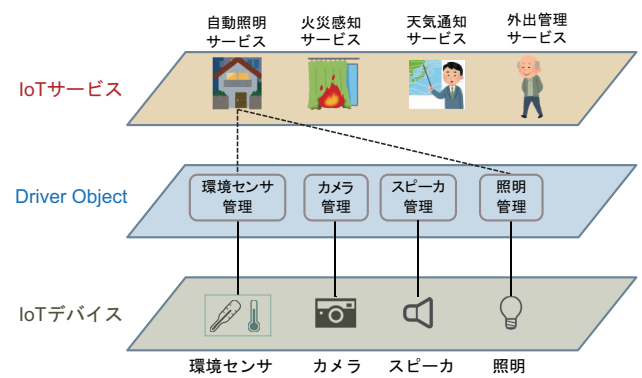 自動照明
サービス
火災感知
サービス
天気通知
サービス
外出管理
サービス
IoTサービス
Driver Object
環境センサ
管理
カメラ
管理
スピーカ
管理
照明
管理
IoTデバイス
環境センサ
カメラ
スピーカ
照明